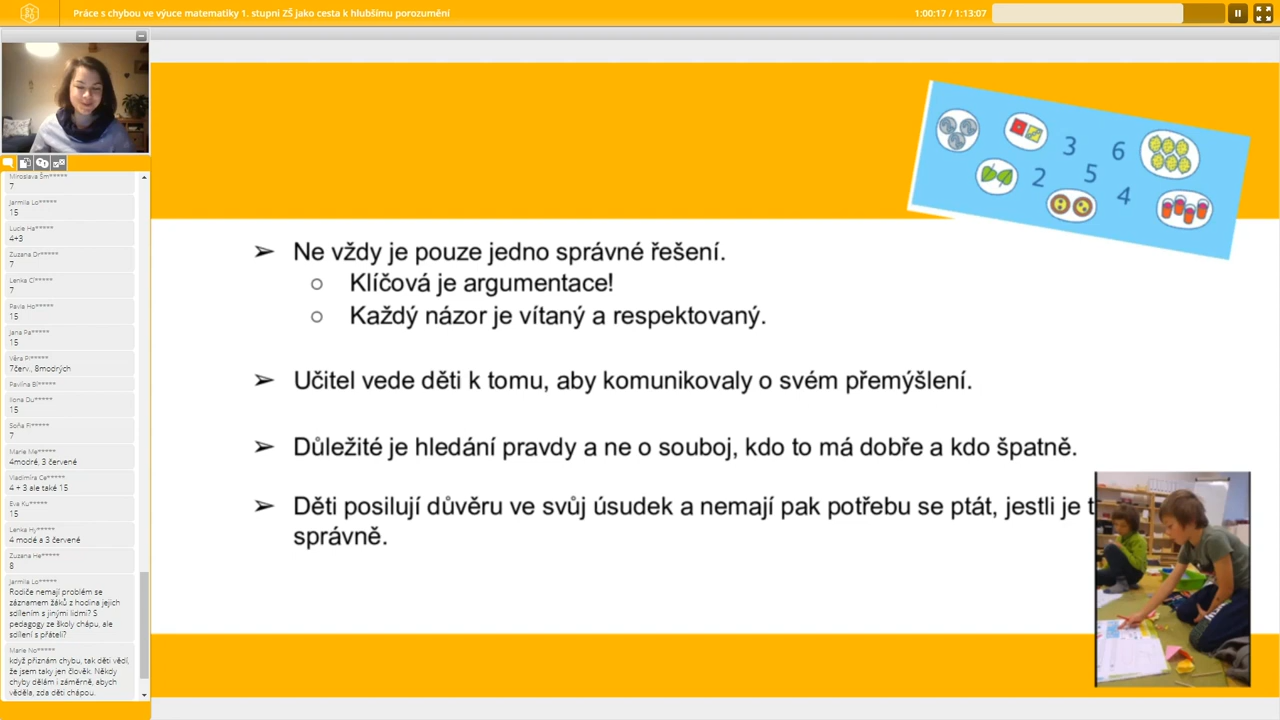 Práce s chybou ve výuce matematiky 1. stupni ZŠ jako cesta k hlubšímu porozumění
1:00:17 / 1:13:07
Miroslava Šm*****
7
Jarmila Lo*****
15
Lucie Ha*****
4+3
Zuzana Dr*****
7
Lenka Cí*****
7
Pavla Ho*****
15
Jana Pa*****
15
Věra Pi*****
7červ., 8modrých
Pavlína Bí*****
Ilona Du*****
15
Soňa Fi*****
7
Marie Me*****
4modré, 3 červené
Vladimíra Ce*****
4 + 3 ale také 15
Eva Ku*****
15
Lenka Hy*****
4 modé a 3 červené
Zuzana He*****
8
Jarmila Lo*****
Rodiče nemají problém se
záznamem žáků z hodina jejich
sdílením s jinými lidmi? S
pedagogy ze školy chápu, ale
sdílení s přáteli?
Marie No*****
když přiznám chybu, tak děti vědí,
že jsem taky jen člověk. Někdy
chyby dělám i záměrně, abych
věděla, zda děti chápou.
3 6
2 5 4
➢ Ne vždy je pouze jedno správné řešení.
○ Klíčová je argumentace!
○ Každý názor je vítaný a respektovaný.
➢ Učitel vede děti k tomu, aby komunikovaly o svém přemýšlení.
➢ Důležité je hledání pravdy a ne o souboj, kdo to má dobře a kdo špatně.
➢ Děti posilují důvěru ve svůj úsudek a nemají pak potřebu se ptát, jestli je t
správně.